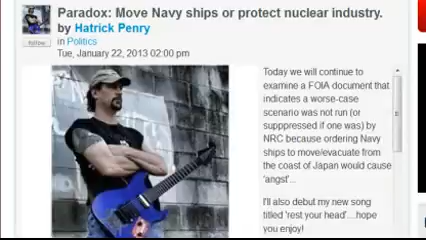 Paradox: Move Navy ships or protect nuclear industry.
by Hatrick Penry
follow
in Politics
Tue, January 22, 2013 02:00 pm
Today we will continue to
examine a FOIA document that
indicates a worse-case
scenario was not run (or
supppressed if one was) by
NRC because ordering Navy
ships to move/evacuate from
the coast of Japan would cause
'angst'...
I'll also debut my new song
titled 'rest your head'....hope
you enjoy!